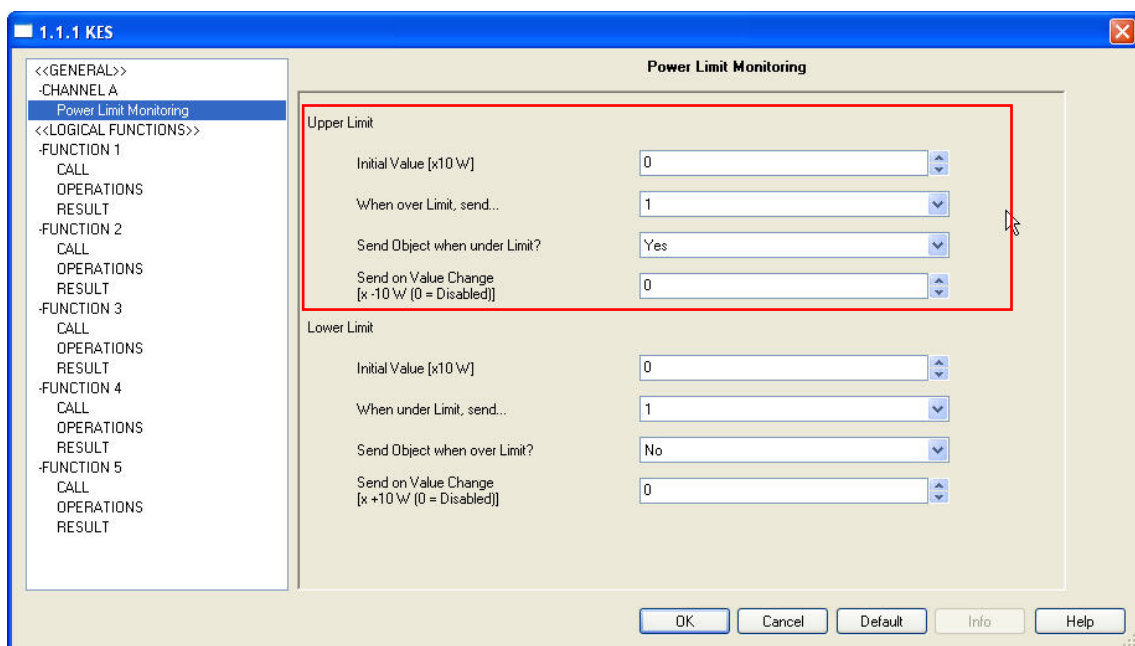 1.1.1 KES
<<GENERAL>>
-CHANNEL A
Power Limit Monitoring
<<LOGICAL FUNCTIONS>>
-FUNCTION 1
CALL
OPERATIONS
RESULT
-FUNCTION 2
CALL
OPERATIONS
RESULT
-FUNCTION 3
CALL
OPERATIONS
RESULT
-FUNCTION 4
CALL
OPERATIONS
RESULT
-FUNCTION 5
CALL
OPERATIONS
RESULT
Power Limit Monitoring
Upper Limit
Initial Value [x10 W] 0
When over Limit, send... 1
Send Object when under Limit? Yes
Send on Value Change
[x -10 W (0 = Disabled)] 0
Lower Limit
Initial Value [x10 W] 0
When under Limit, send... 1
Send Object when over Limit? No
Send on Value Change
[x +10 W (0 = Disabled)] 0
OK Cancel Default Info Help